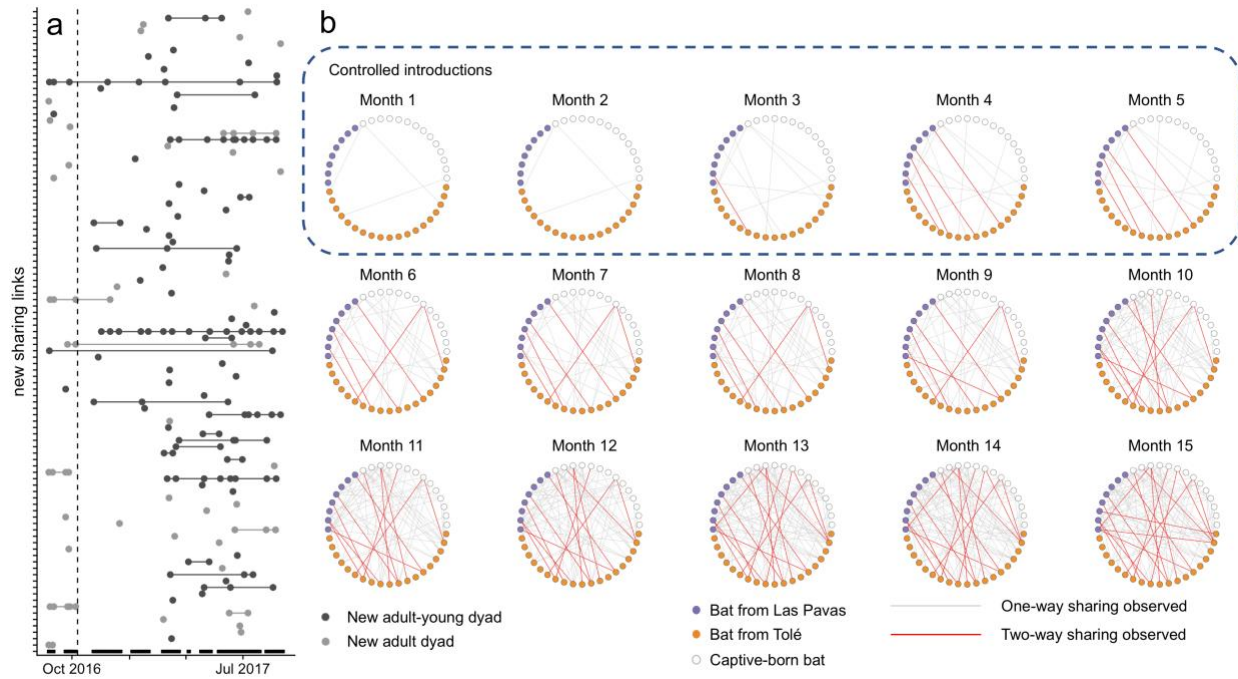 a
b
new sharing links
Oct 2016
Jul 2017
New adult-young dyad
New adult dyad
Controlled introductions
Month 1
Month 2
Month 3
Month 4
Month 5
Month 6
Month 7
Month 8
Month 9
Month 10
Month 11
Month 12
Month 13
Month 14
Month 15
Bat from Las Pavas
Bat from Tolé
Captive-born bat
One-way sharing observed
Two-way sharing observed